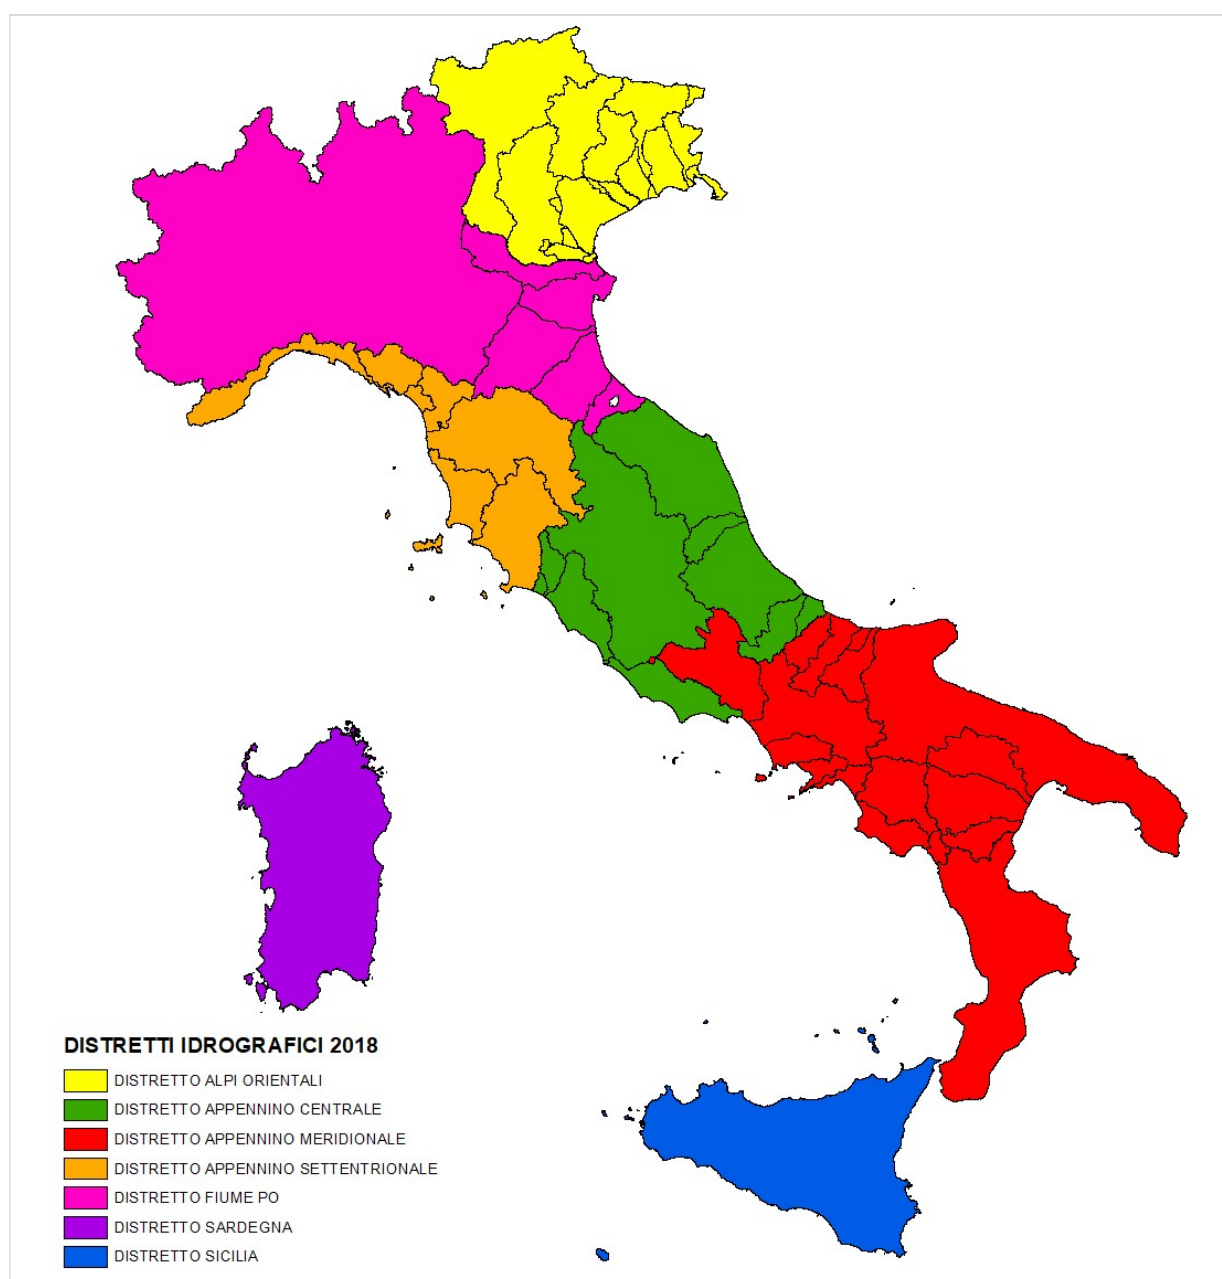 DISTRETTI IDROGRAFICI 2018
DISTRETTO ALPI ORIENTALI
DISTRETTO APPENNINO CENTRALE
DISTRETTO APPENNINO MERIDIONALE
DISTRETTO APPENNINO SETTENTRIONALE
DISTRETTO FIUME PO
DISTRETTO SARDEGNA
DISTRETTO SICILIA